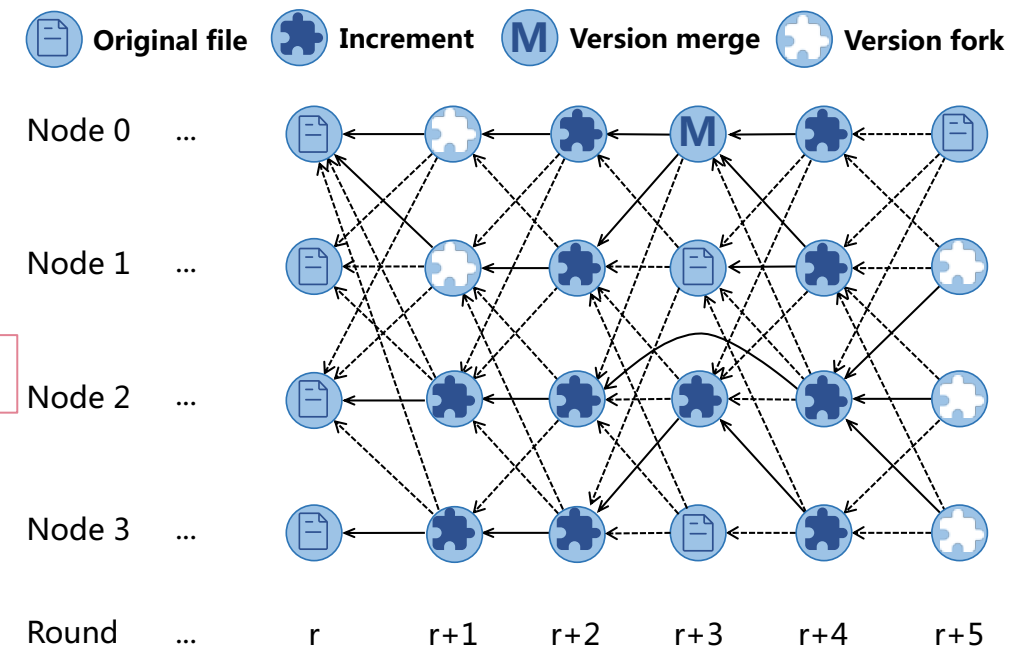 Original file Increment M Version merge Version fork
Node 0 ... M
Node 1 ...
Node 2 ...
Node 3 ...
Round ... r r+1 r+2 r+3 r+4 r+5